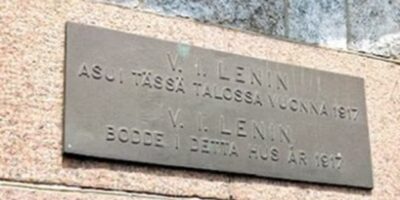 V. I. LENIN
ASUI TÄSSÄ TALOSSA VUONNA 1917
V. I. LENIN
BODDE I DETTA HUS ÅR 1917